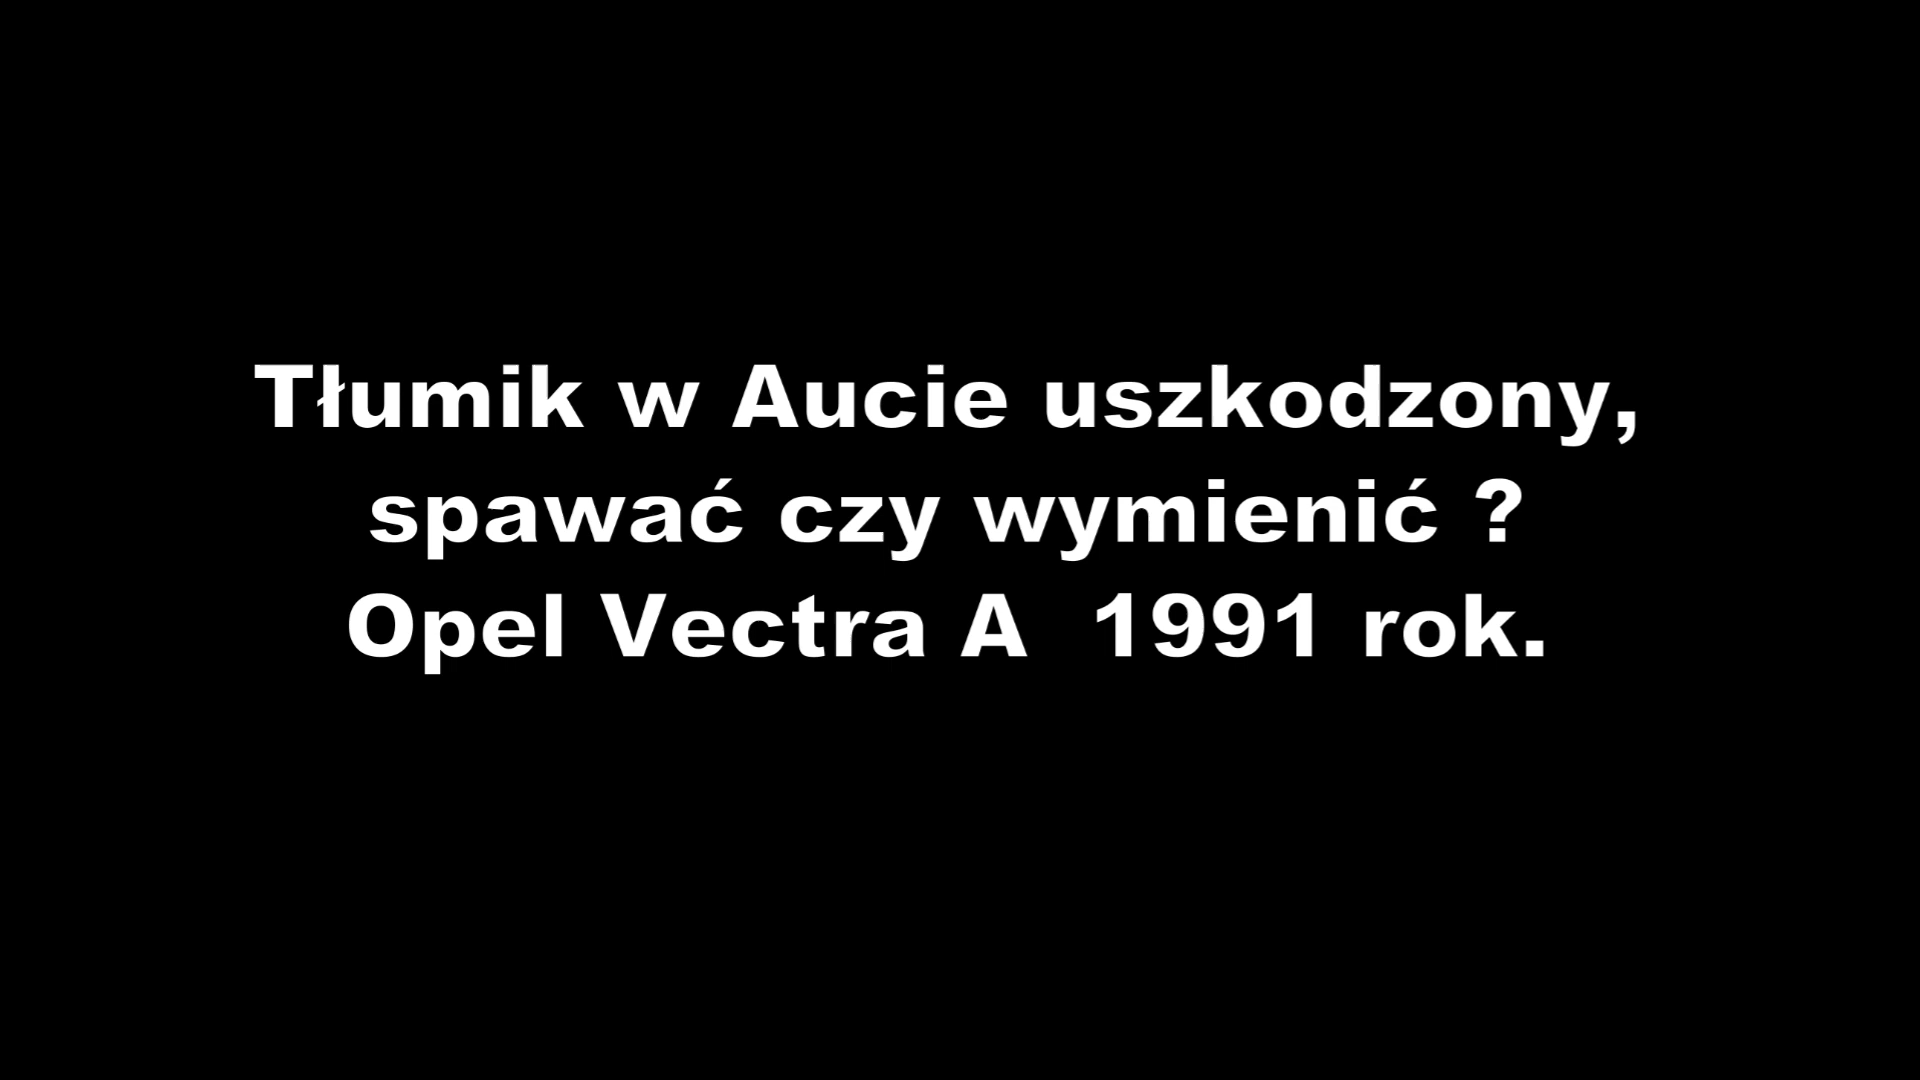 Tłumik w Aucie uszkodzony,
spawać czy wymienić ?
Opel Vectra A  1991 rok.